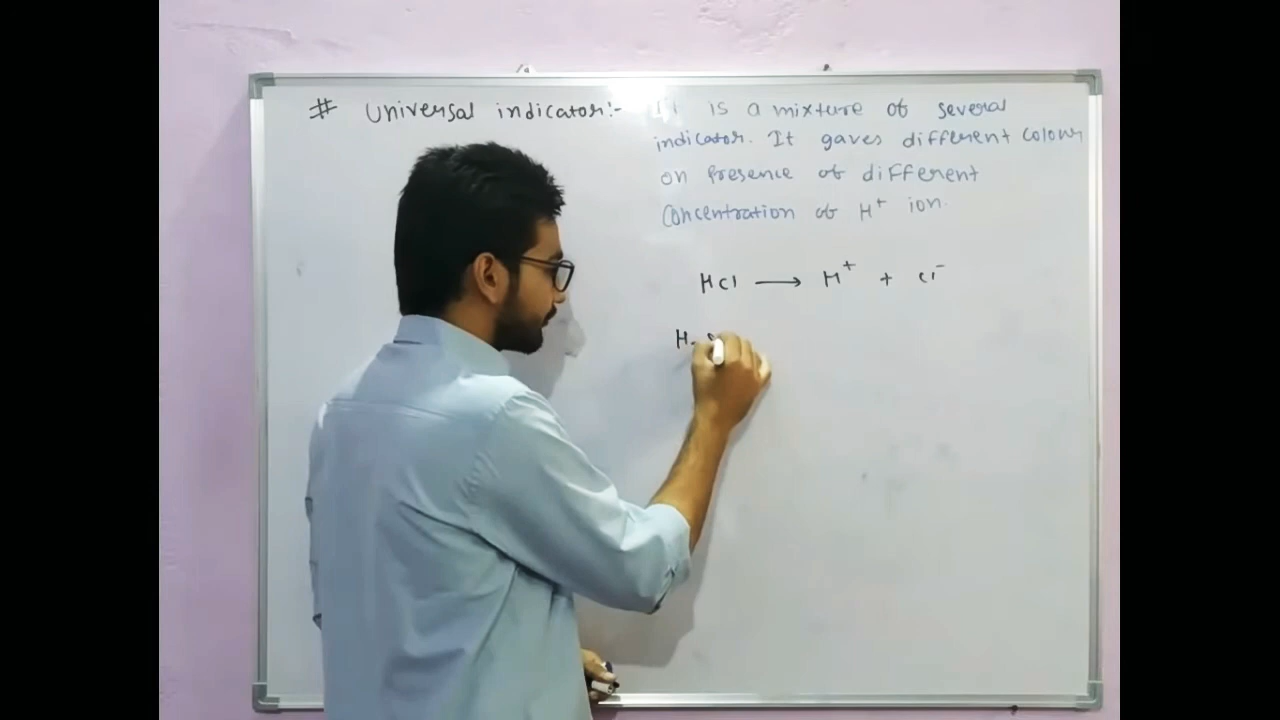 # Universal indicator:- It is a mixture of several
indicator. It gaves different colour
on Presence of different
Concentration of H⁺ ion.
HCl → H⁺ + Cl⁻
H